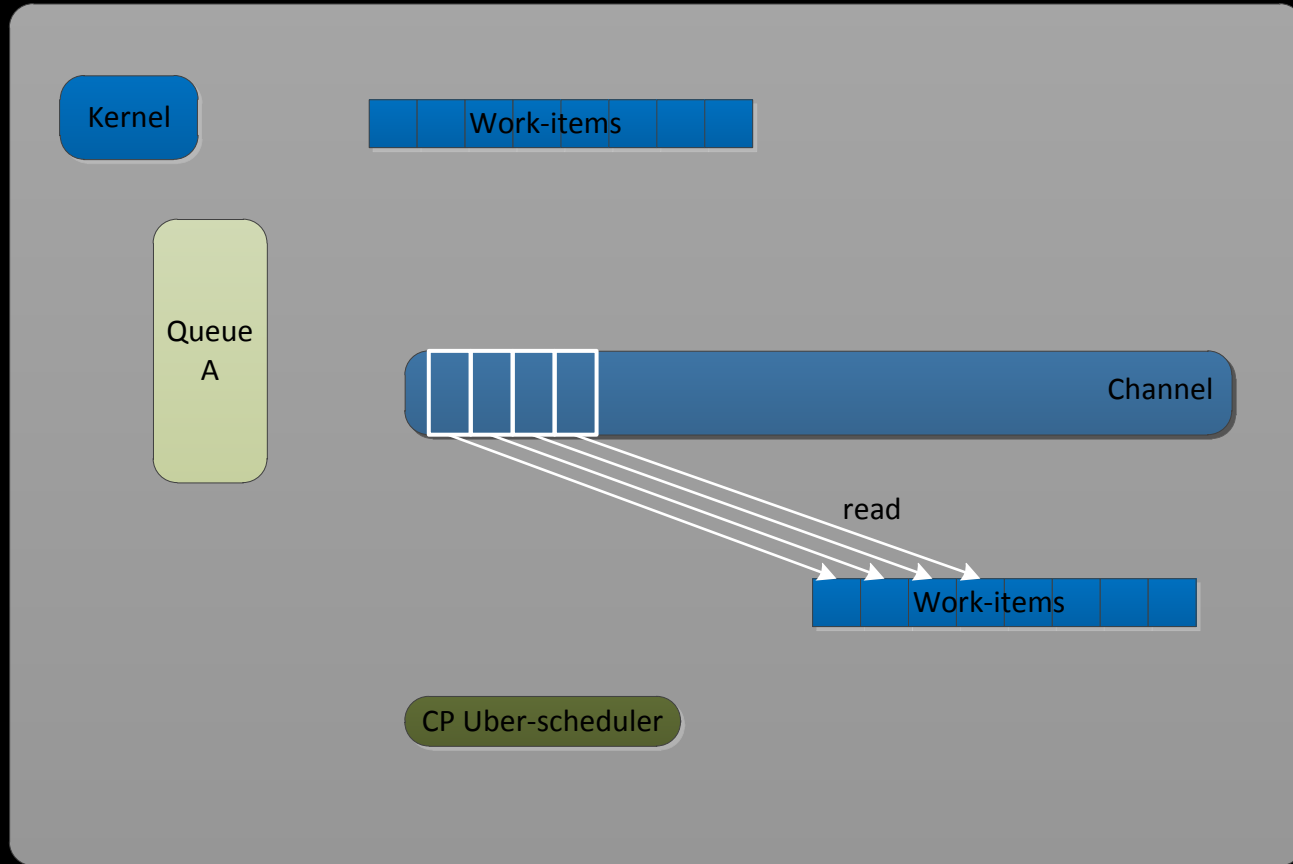 Kernel
Work-items
Queue
A
Channel
read
Work-items
CP Uber-scheduler